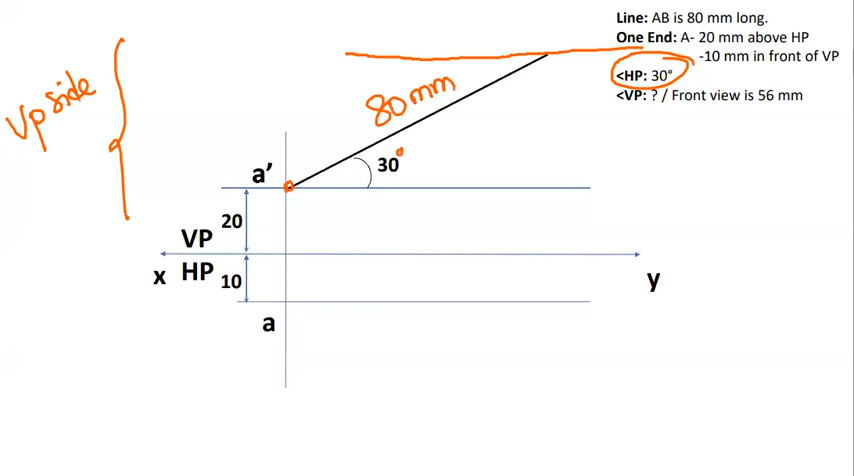 Line: AB is 80 mm long.
One End: A- 20 mm above HP
-10 mm in front of VP
<HP: 30°
<VP: ? / Front view is 56 mm
Vp side
80 mm
30°
a’
20
VP
x HP
10
y
a